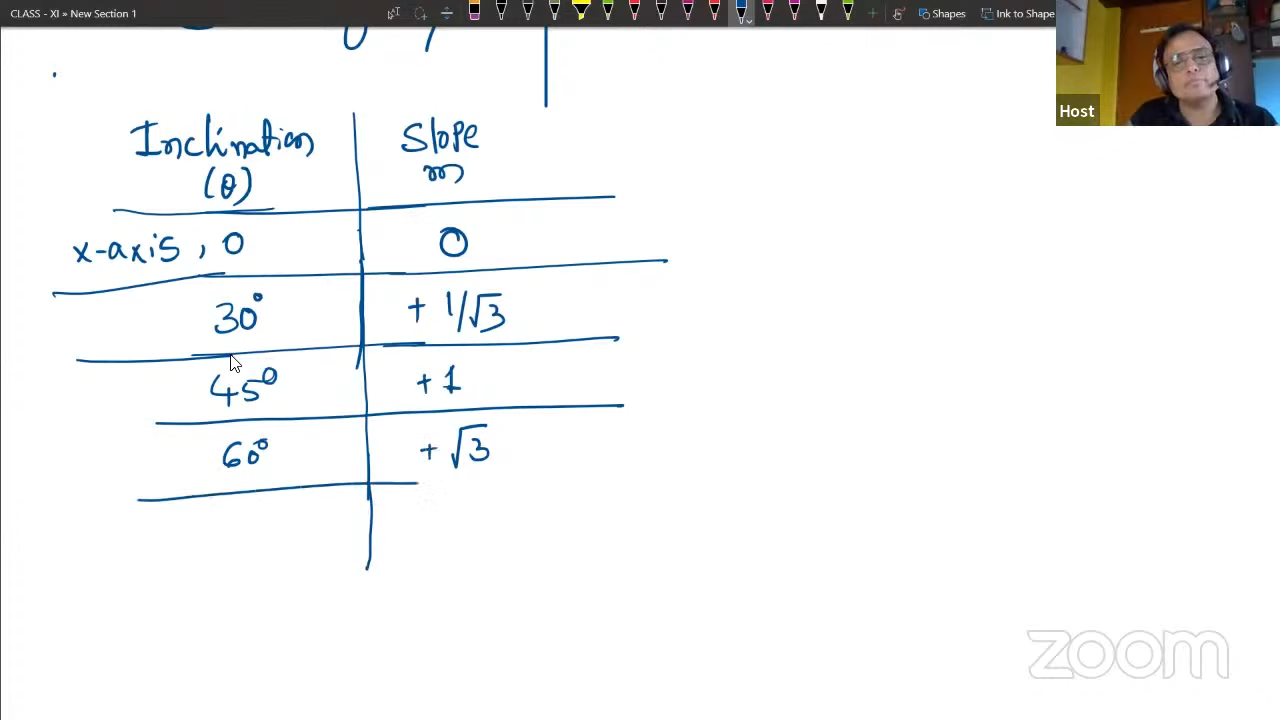 CLASS - XI » New Section 1
Shapes
Ink to Shape
Host
Inclination | Slope
(θ) | m
x-axis, 0 | 0
30° | + 1/√3
45° | + 1
60° | + √3
zoom